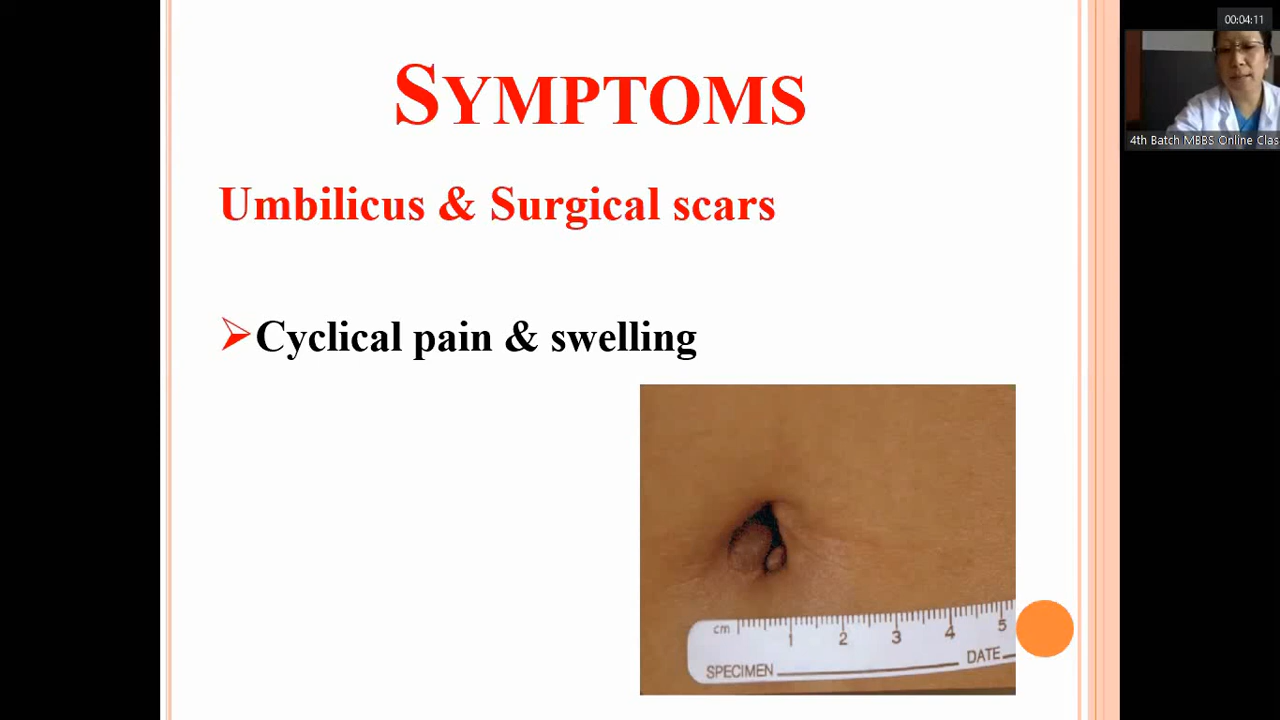 00:04:11
4th Batch MBBS Online Clas
SYMPTOMS
Umbilicus & Surgical scars
Cyclical pain & swelling
cm 1 2 3 4 5
SPECIMEN DATE